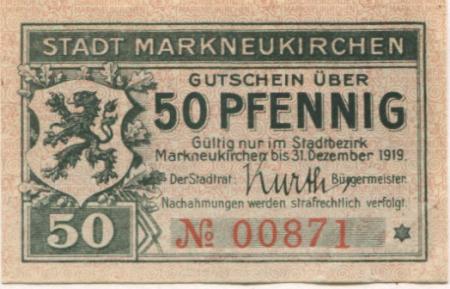 STADT MARKNEUKIRCHEN
GUTSCHEIN ÜBER
50 PFENNIG
Gültig nur im Stadtbezirk
Markneukirchen bis 31. Dezember 1919.
Der Stadtrat: Kurth Bürgermeister.
Nachahmungen werden strafrechtlich verfolgt.
50
№ 00871